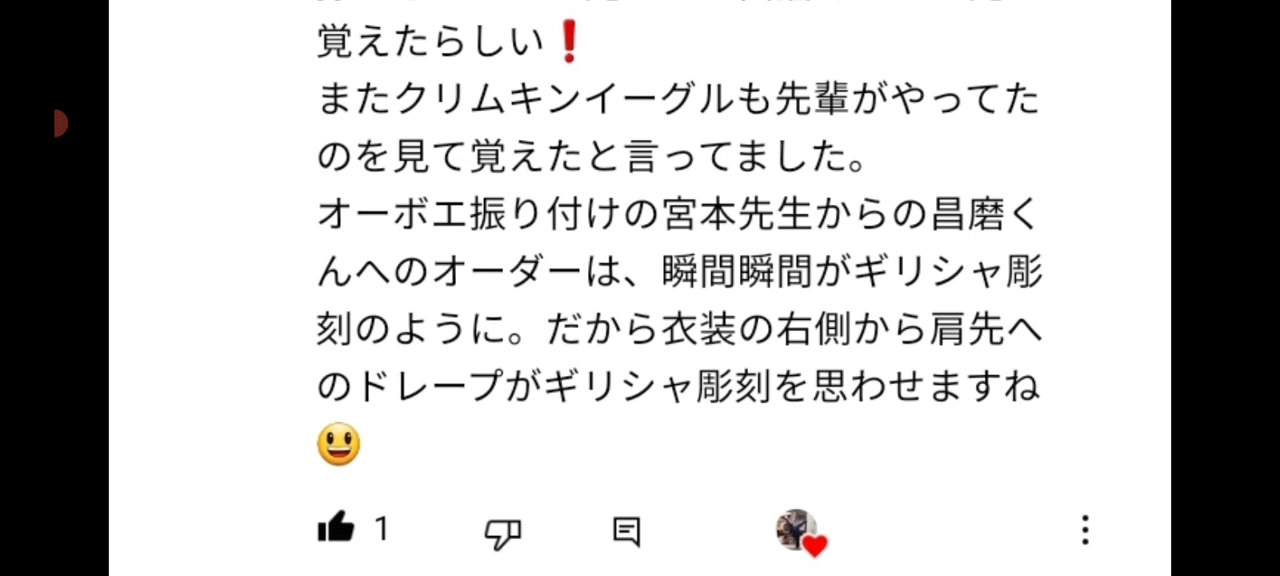 覚えたらしい❗
またクリムキンイーグルも先輩がやってた
のを見て覚えたと言ってました。
オーボエ振り付けの宮本先生からの昌磨く
んへのオーダーは、瞬間瞬間がギリシャ彫
刻のように。だから衣装の右側から肩先へ
のドレープがギリシャ彫刻を思わせますね
😃
1